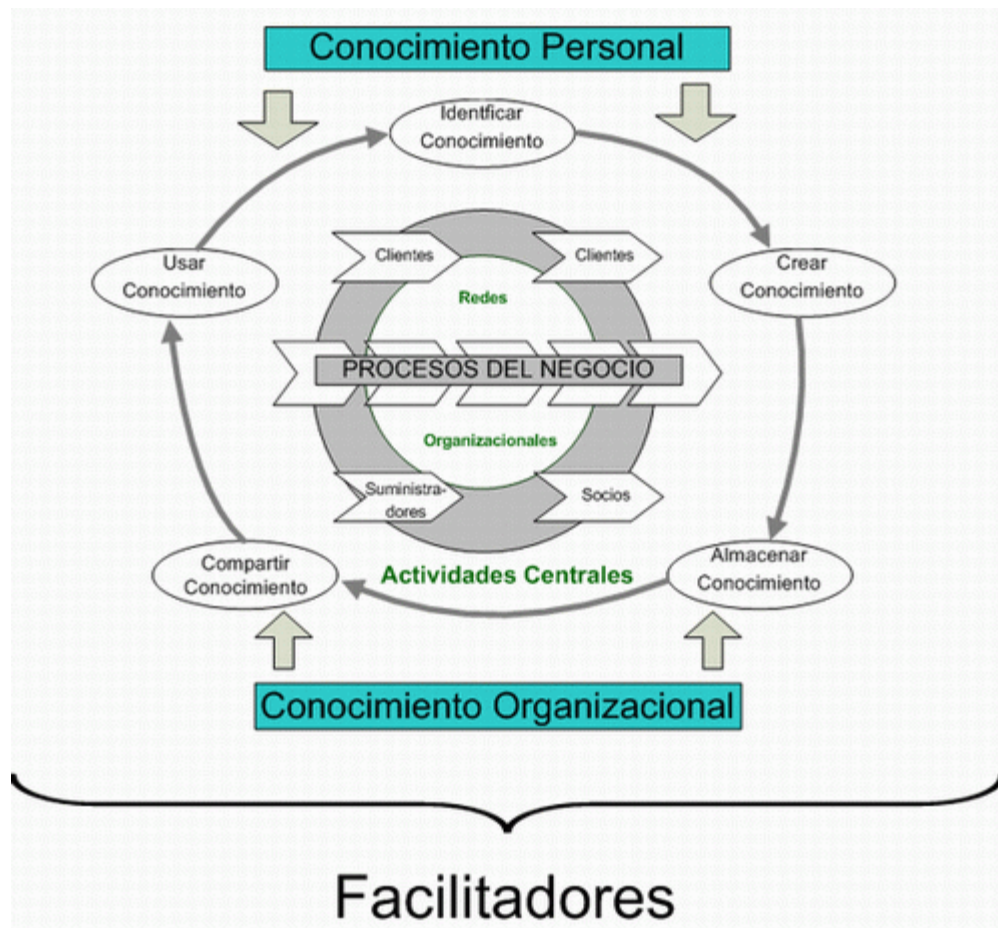 Conocimiento Personal
Identficar
Conocimiento
Usar
Conocimiento
Crear
Conocimiento
Clientes
Clientes
Redes
PROCESOS DEL NEGOCIO
Organizacionales
Suministra-
dores
Socios
Compartir
Conocimiento
Actividades Centrales
Almacenar
Conocimiento
Conocimiento Organizacional
Facilitadores